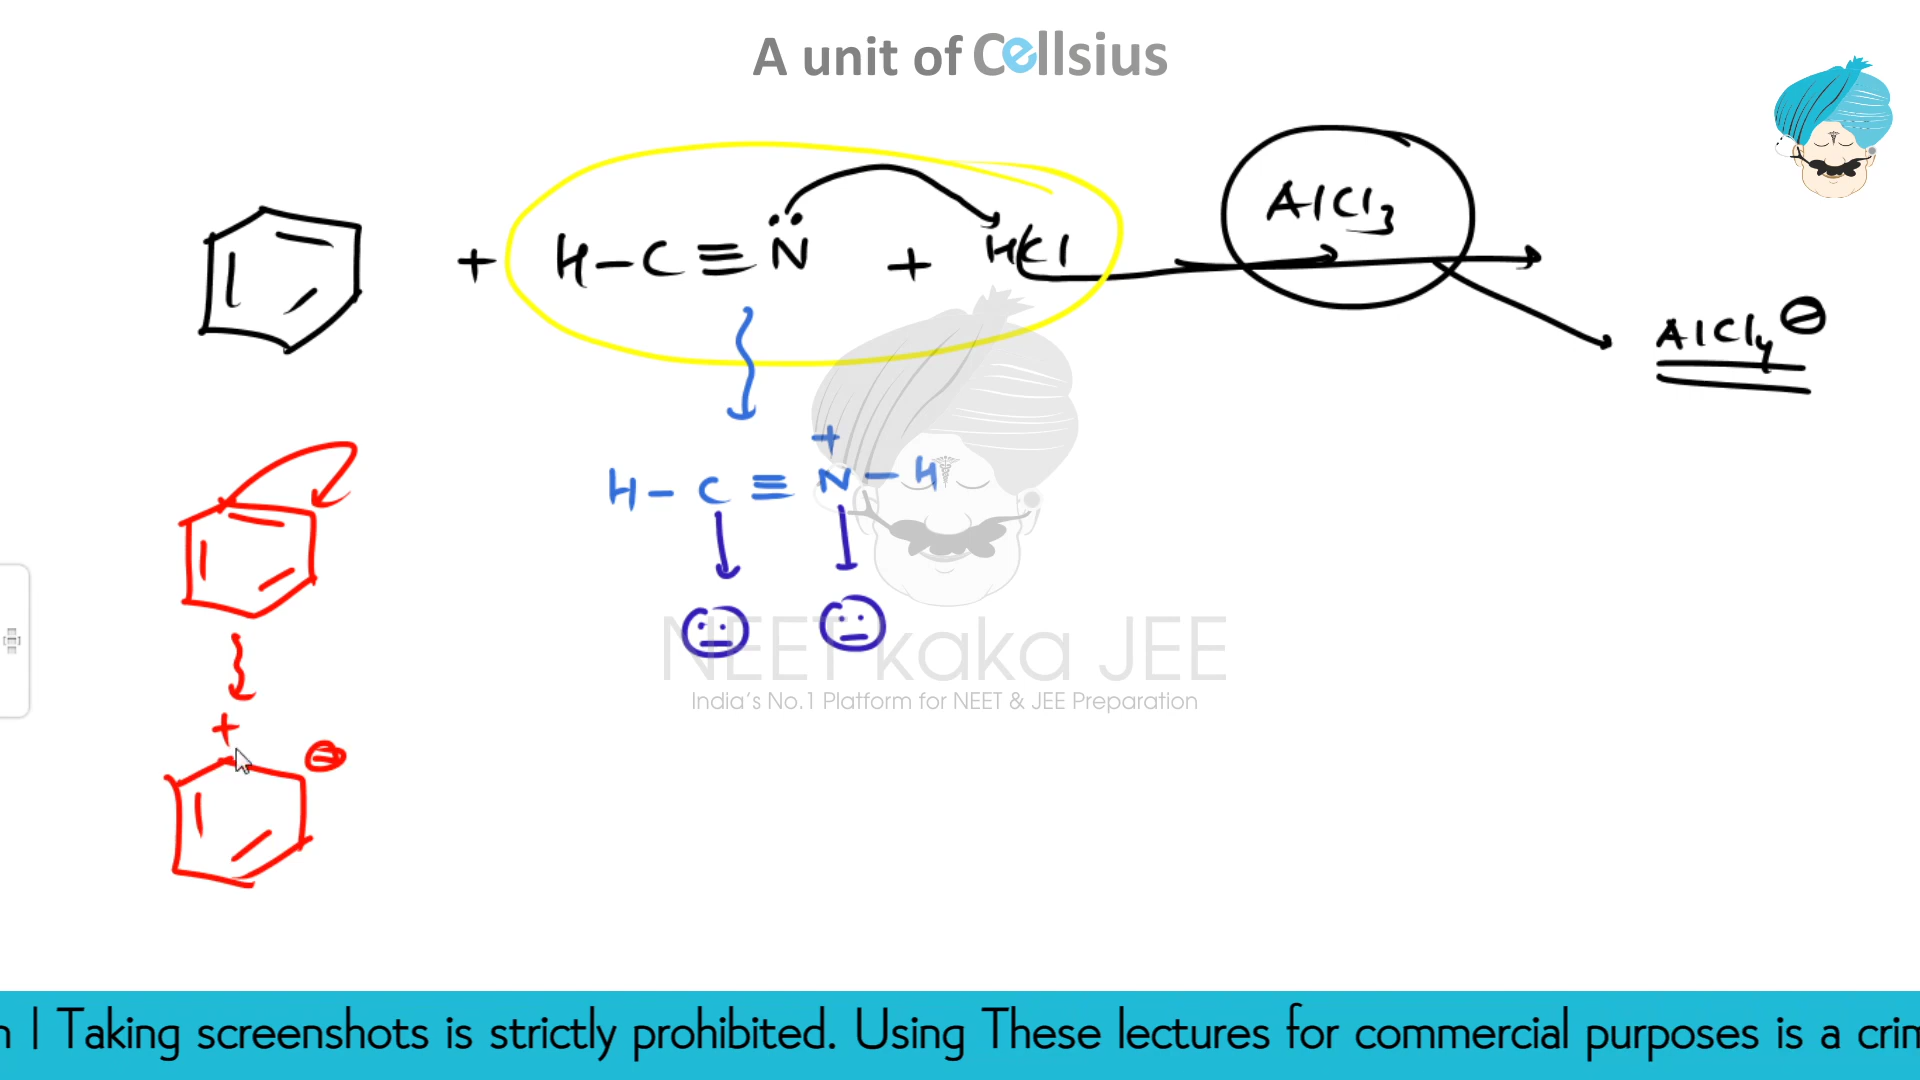 A unit of Cellsius
+ H-C≡N̈ + HCl AlCl₃
AlCl₄⊖
+
H-C≡N-H
NEET kaka JEE
India's No.1 Platform for NEET & JEE Preparation
+ ⊖
n | Taking screenshots is strictly prohibited. Using These lectures for commercial purposes is a crim